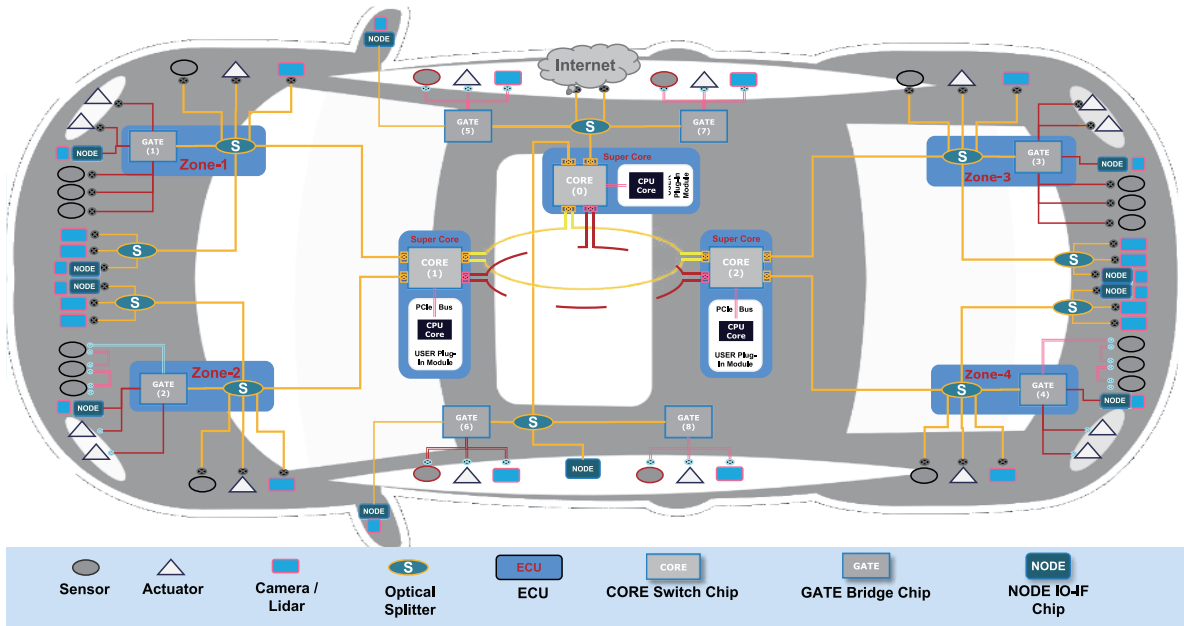 NODE
Internet
GATE
(5)
S
GATE
(7)
GATE
(1)
S
Zone-1
NODE
Super Core
CORE
(0)
CPU
Core
USER
Plug-In
Module
S
GATE
(3)
Zone-3
NODE
S
NODE
NODE
S
Super Core
CORE
(1)
PCIe Bus
CPU
Core
USER Plug-
In Module
Super Core
CORE
(2)
PCIe Bus
CPU
Core
USER Plug-
In Module
S
NODE
NODE
S
Zone-2
GATE
(2)
S
NODE
Zone-4
S
GATE
(4)
NODE
GATE
(6)
S
GATE
(8)
NODE
NODE
Sensor
Actuator
Camera /
Lidar
S
Optical
Splitter
ECU
ECU
CORE
CORE Switch Chip
GATE
GATE Bridge Chip
NODE
NODE IO-IF
Chip